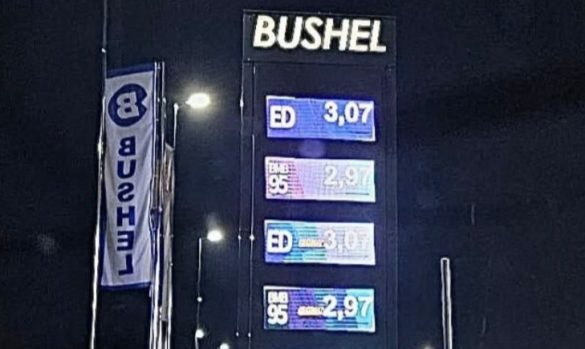 BUSHEL
B
BUSHEL
ED 3,07
BMB
95 2,97
ED 3,07
BMB
95 2,97